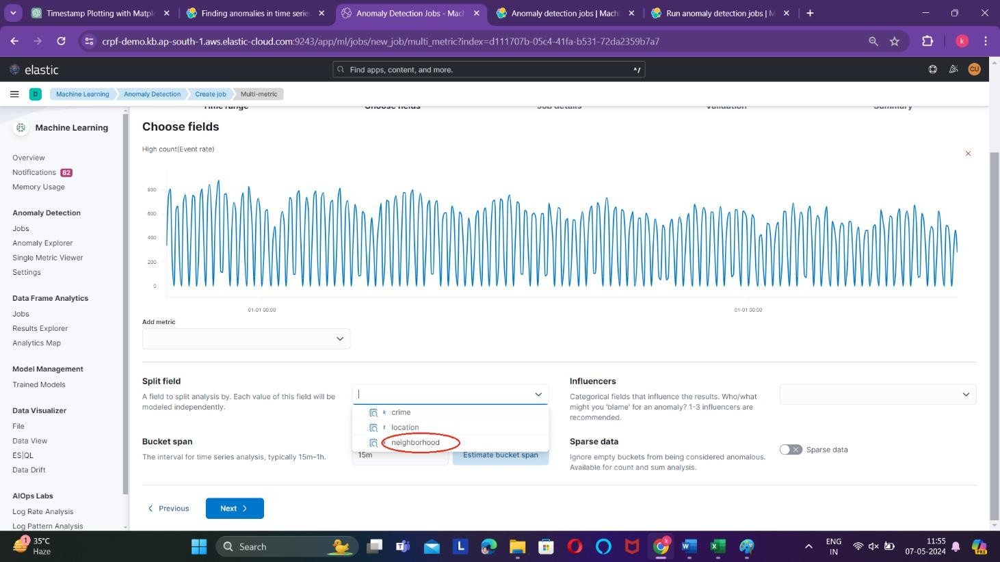 Timestamp Plotting with Matplo
Finding anomalies in time serie
Anomaly Detection Jobs - Mach
Anomaly detection jobs | Machi
Run anomaly detection jobs | M
crpf-demo.kb.ap-south-1.aws.elastic-cloud.com:9243/app/ml/jobs/new_job/multi_metric?index=d111707b-05c4-41fa-b531-72da2359b7a7
k
elastic
Find apps, content, and more.
^/
CU
D
Machine Learning
Anomaly Detection
Create job
Multi-metric
Time range
Choose fields
Job details
Validation
Summary
Machine Learning
Overview
Notifications 82
Memory Usage
Anomaly Detection
Jobs
Anomaly Explorer
Single Metric Viewer
Settings
Data Frame Analytics
Jobs
Results Explorer
Analytics Map
Model Management
Trained Models
Data Visualizer
File
Data View
ES|QL
Data Drift
AIOps Labs
Log Rate Analysis
Log Pattern Analysis
Choose fields
High count(Event rate)
800
600
400
200
0
01-01 00:00
01-01 00:00
Add metric
Split field
A field to split analysis by. Each value of this field will be
modeled independently.
k crime
t location
neighborhood
Bucket span
The interval for time series analysis, typically 15m–1h.
15m
Estimate bucket span
Influencers
Categorical fields that influence the results. Who/what
might you 'blame' for an anomaly? 1-3 influencers are
recommended.
Sparse data
Ignore empty buckets from being considered anomalous.
Available for count and sum analysis.
Sparse data
Previous
Next
1
35°C
Haze
Search
L
k
ENG
IN
11:55
07-05-2024
PRE